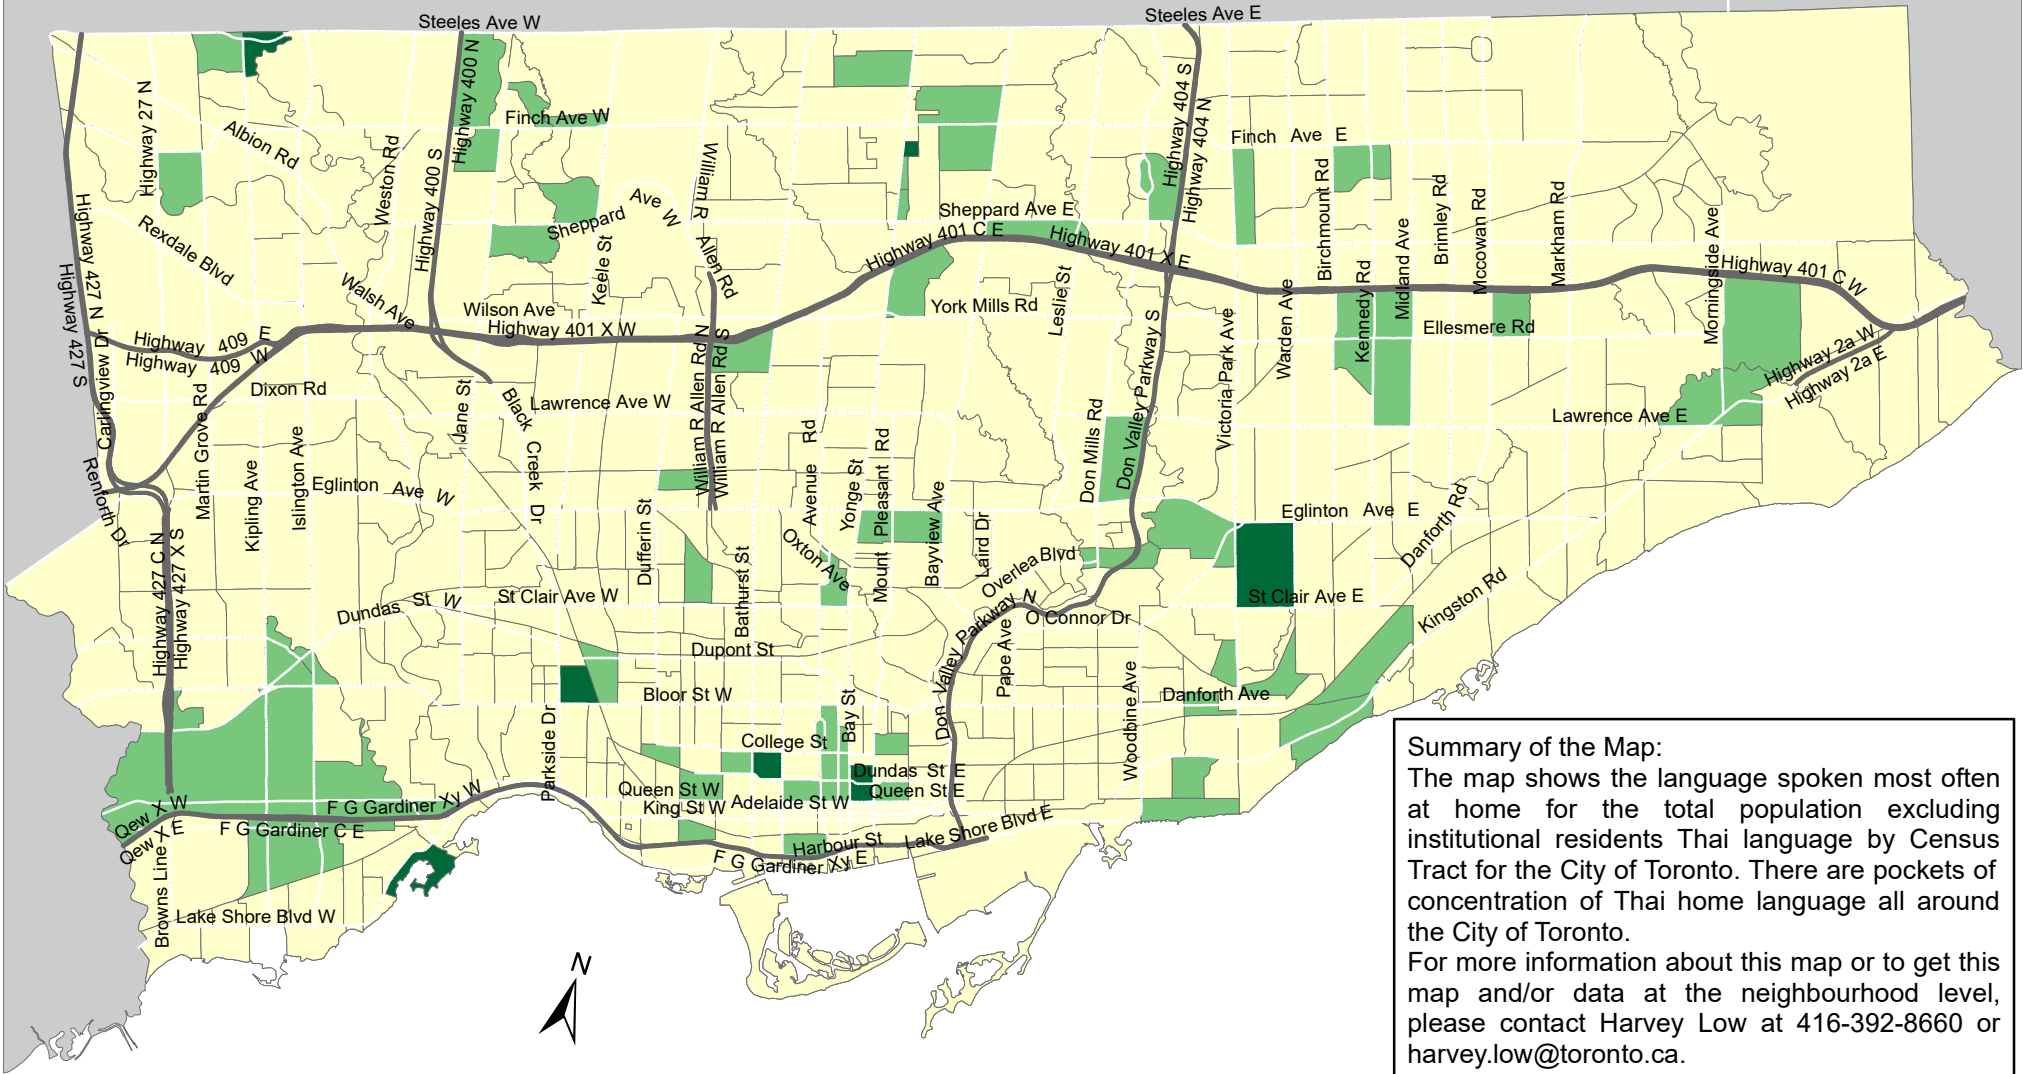 Steeles Ave W
Steeles Ave E
Highway 27 N
Albion Rd
Weston Rd
Highway 400 N
Highway 400 S
Finch Ave W
William R Allen Rd
Highway 404 S
Highway 404 N
Finch Ave E
Birchmount Rd
Midland Ave
Brimley Rd
Mccowan Rd
Markham Rd
Morningside Ave
Highway 427 N
Highway 427 S
Rexdale Blvd
Walsh Ave
Sheppard Ave W
Keele St
Sheppard Ave E
Highway 401 C E
Highway 401 X E
Highway 401 C W
Wilson Ave
Highway 401 X W
York Mills Rd
Leslie St
Warden Ave
Kennedy Rd
Ellesmere Rd
Highway 2a W
Highway 2a E
Highway 409 E
Highway 409 W
Carlingview Dr
Dixon Rd
Martin Grove Rd
Jane St
Black Creek Dr
Lawrence Ave W
William R Allen Rd N
William R Allen Rd S
Avenue Rd
Yonge St
Mount Pleasant Rd
Bayview Ave
Don Mills Rd
Don Valley Parkway S
Victoria Park Ave
Lawrence Ave E
Renforth Dr
Kipling Ave
Islington Ave
Eglinton Ave W
Dufferin St
Bathurst St
Oxton Ave
Laird Dr
Overlea Blvd
Eglinton Ave E
Danforth Rd
Kingston Rd
Highway 427 C N
Highway 427 X S
Dundas St W
St Clair Ave W
St Clair Ave E
Don Valley Parkway N
O Connor Dr
Pape Ave
Dupont St
Bloor St W
Bay St
Woodbine Ave
Danforth Ave
Parkside Dr
College St
Dundas St E
Queen St W
Queen St E
King St W
Adelaide St W
Qew X W
Qew X E
F G Gardiner Xy W
F G Gardiner C E
Harbour St
Lake Shore Blvd E
F G Gardiner Xy E
Browns Line
Lake Shore Blvd W
N
Summary of the Map:
The map shows the language spoken most often
at home for the total population excluding
institutional residents Thai language by Census
Tract for the City of Toronto. There are pockets of
concentration of Thai home language all around
the City of Toronto.
For more information about this map or to get this
map and/or data at the neighbourhood level,
please contact Harvey Low at 416-392-8660 or
harvey.low@toronto.ca.